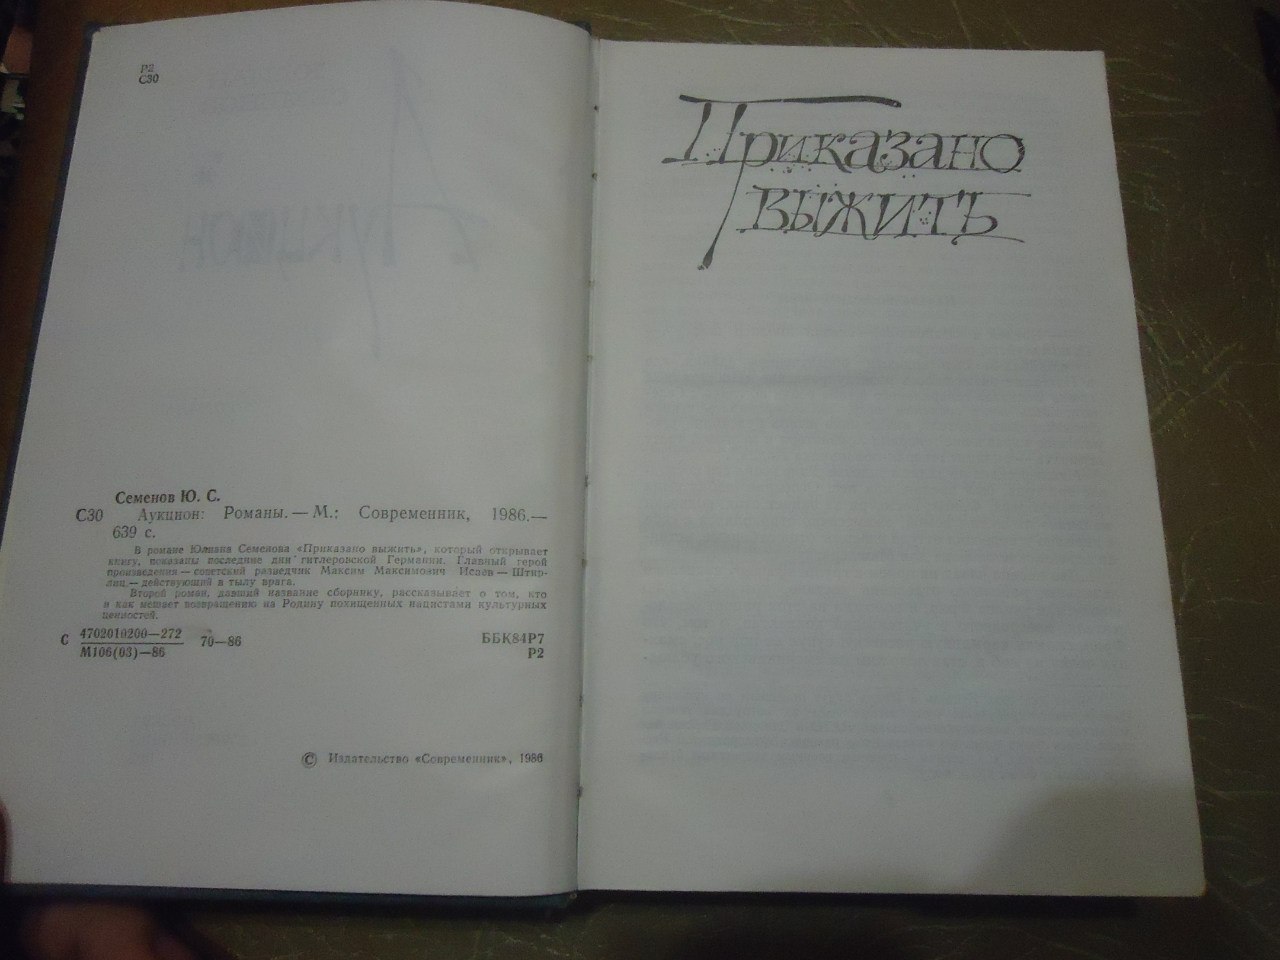 Р2
С30
Семенов Ю. С.
С30 Аукцион: Романы. — М.: Современник, 1986.—
639 с.
В романе Юлиана Семенова «Приказано выжить», который открывает
книгу, показаны последние дни гитлеровской Германии. Главный герой
произведения — советский разведчик Максим Максимович Исаев — Штир-
лиц — действующий в тылу врага.
Второй роман, давший название сборнику, рассказывает о том, кто
и как мешает возвращению на Родину похищенных нацистами культурных
ценностей.
С 4702010200—272 70—86
М106(03)—86
ББК84Р7
Р2
© Издательство «Современник», 1986
Приказано
выжить